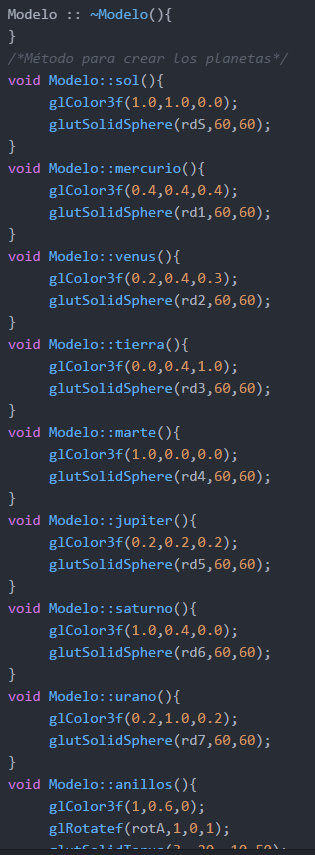 Modelo :: ~Modelo(){
}
/*Método para crear los planetas*/
void Modelo::sol(){
glColor3f(1.0,1.0,0.0);
glutSolidSphere(rdS,60,60);
}
void Modelo::mercurio(){
glColor3f(0.4,0.4,0.4);
glutSolidSphere(rd1,60,60);
}
void Modelo::venus(){
glColor3f(0.2,0.4,0.3);
glutSolidSphere(rd2,60,60);
}
void Modelo::tierra(){
glColor3f(0.0,0.4,1.0);
glutSolidSphere(rd3,60,60);
}
void Modelo::marte(){
glColor3f(1.0,0.0,0.0);
glutSolidSphere(rd4,60,60);
}
void Modelo::jupiter(){
glColor3f(0.2,0.2,0.2);
glutSolidSphere(rd5,60,60);
}
void Modelo::saturno(){
glColor3f(1.0,0.4,0.0);
glutSolidSphere(rd6,60,60);
}
void Modelo::urano(){
glColor3f(0.2,1.0,0.2);
glutSolidSphere(rd7,60,60);
}
void Modelo::anillos(){
glColor3f(1,0.6,0);
glRotatef(rotA,1,0,1);